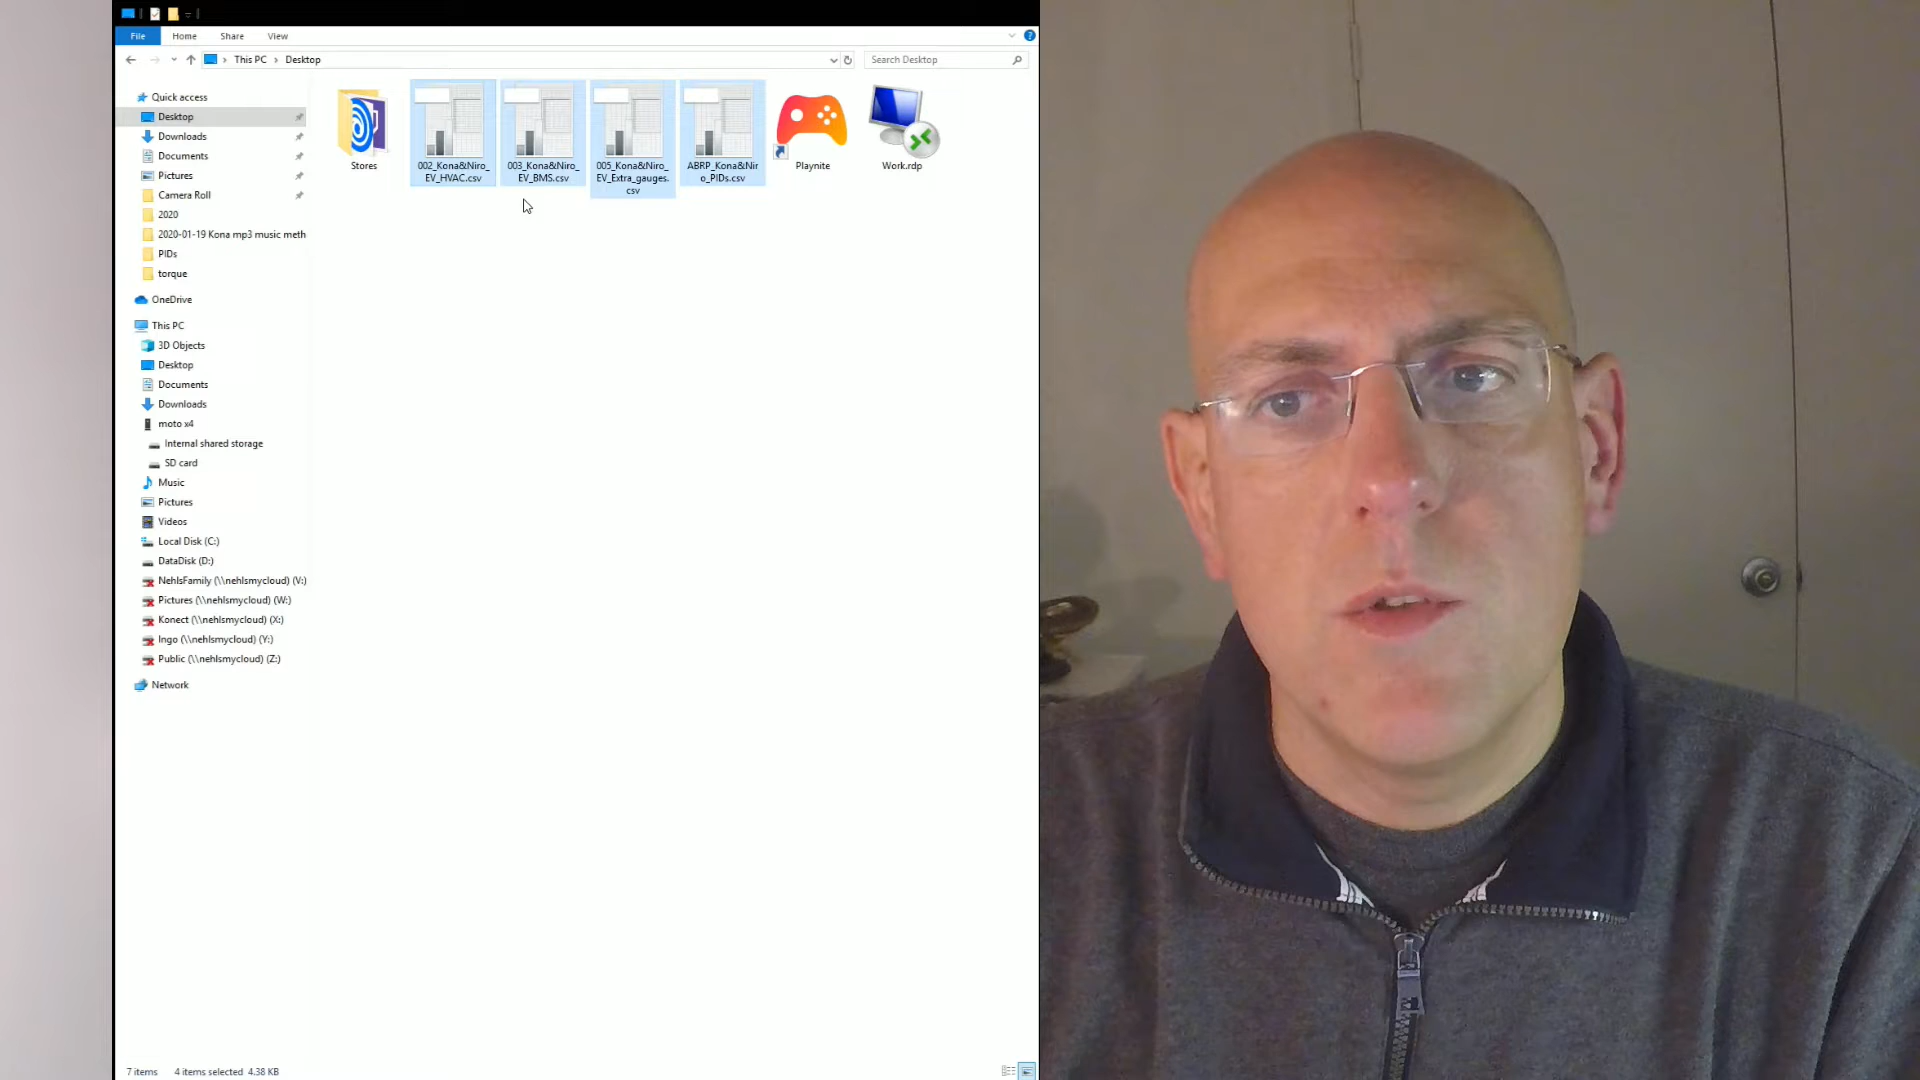 File Home Share View
This PC > Desktop
Search Desktop
Quick access
Desktop
Downloads
Documents
Pictures
Camera Roll
2020
2020-01-19 Kona mp3 music meth
PIDs
torque
OneDrive
This PC
3D Objects
Desktop
Documents
Downloads
moto x4
Internal shared storage
SD card
Music
Pictures
Videos
Local Disk (C:)
DataDisk (D:)
NehlsFamily (\\nehlsmycloud) (V:)
Pictures (\\nehlsmycloud) (W:)
Konect (\\nehlsmycloud) (X:)
Ingo (\\nehlsmycloud) (Y:)
Public (\\nehlsmycloud) (Z:)
Network
Stores
002_Kona&Niro_
EV_HVAC.csv
003_Kona&Niro_
EV_BMS.csv
005_Kona&Niro_
EV_Extra_gauges.
csv
ABRP_Kona&Nir
o_PIDs.csv
Playnite
Work.rdp
7 items 4 items selected 4.38 KB